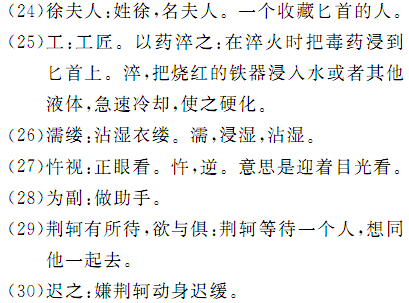 (24)徐夫人:姓徐,名夫人。一个收藏匕首的人。
(25)工:工匠。以药淬之:在淬火时把毒药浸到
匕首上。淬,把烧红的铁器浸入水或者其他
液体,急速冷却,使之硬化。
(26)濡缕:沾湿衣缕。濡,浸湿,沾湿。
(27)忤视:正眼看。忤,逆。意思是迎着目光看。
(28)为副:做助手。
(29)荆轲有所待,欲与俱:荆轲等待一个人,想同
他一起去。
(30)迟之:嫌荆轲动身迟缓。